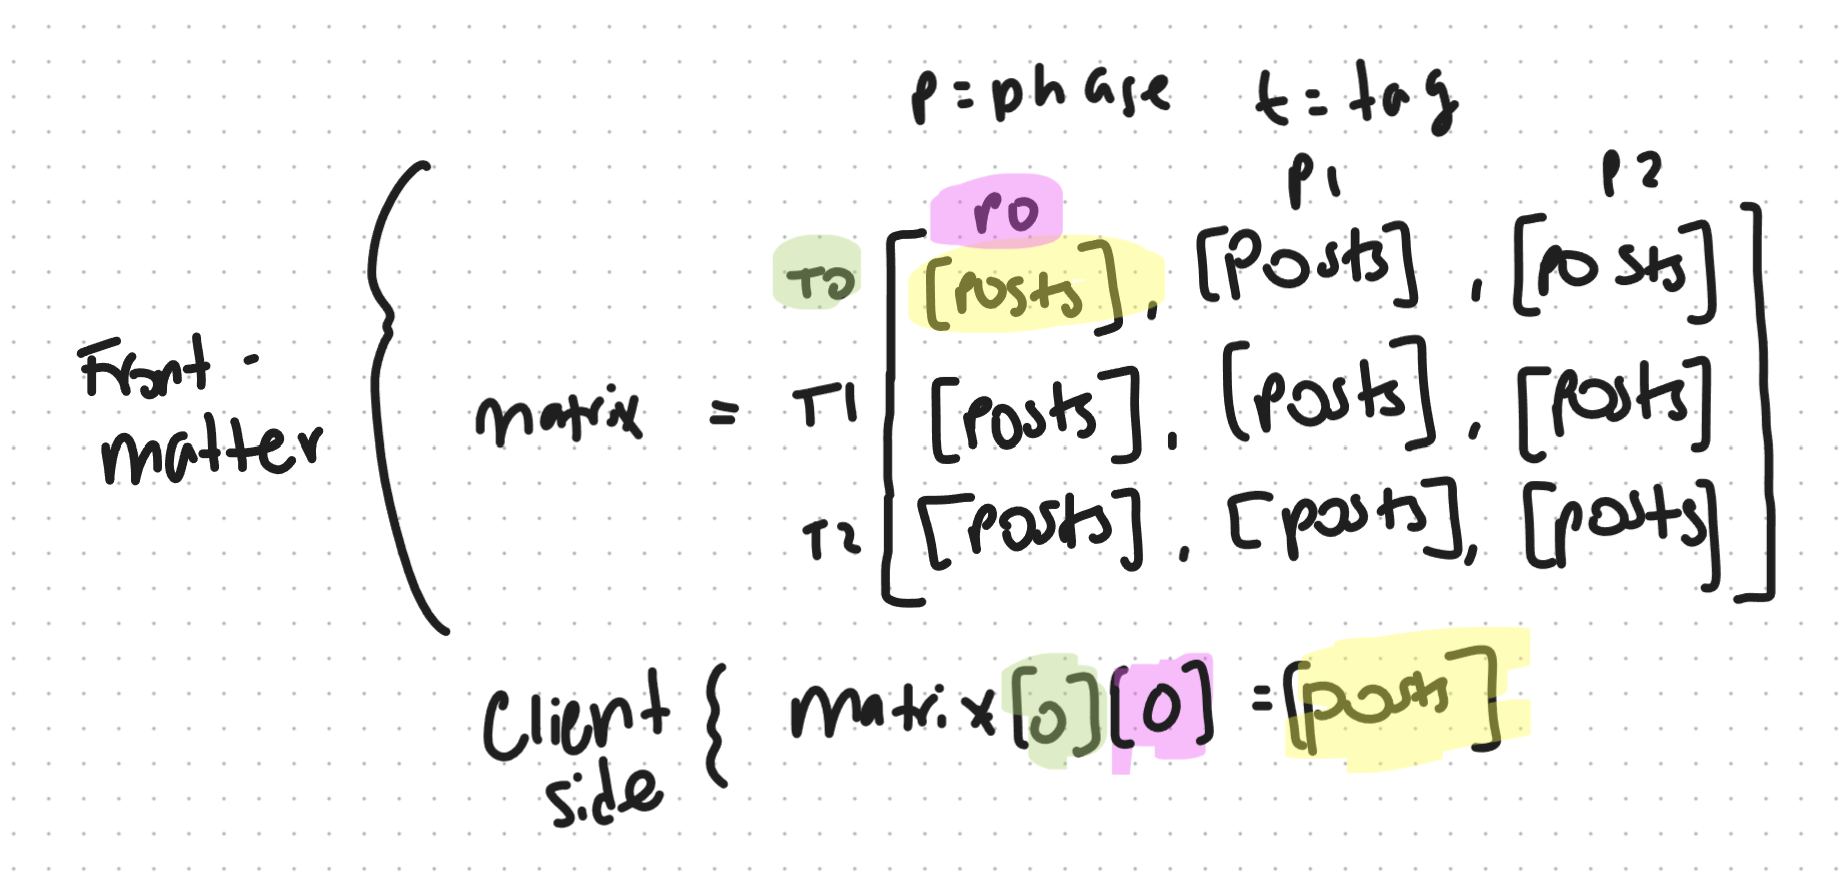 p = phase t = tag
P0 P1 P2
T0 [Posts], [Posts], [posts]
Front-
matter
matrix = T1 [Posts], [Posts], [Posts]
T2 [Posts], [posts], [posts]
Client
side { matrix[0][0] = [posts]